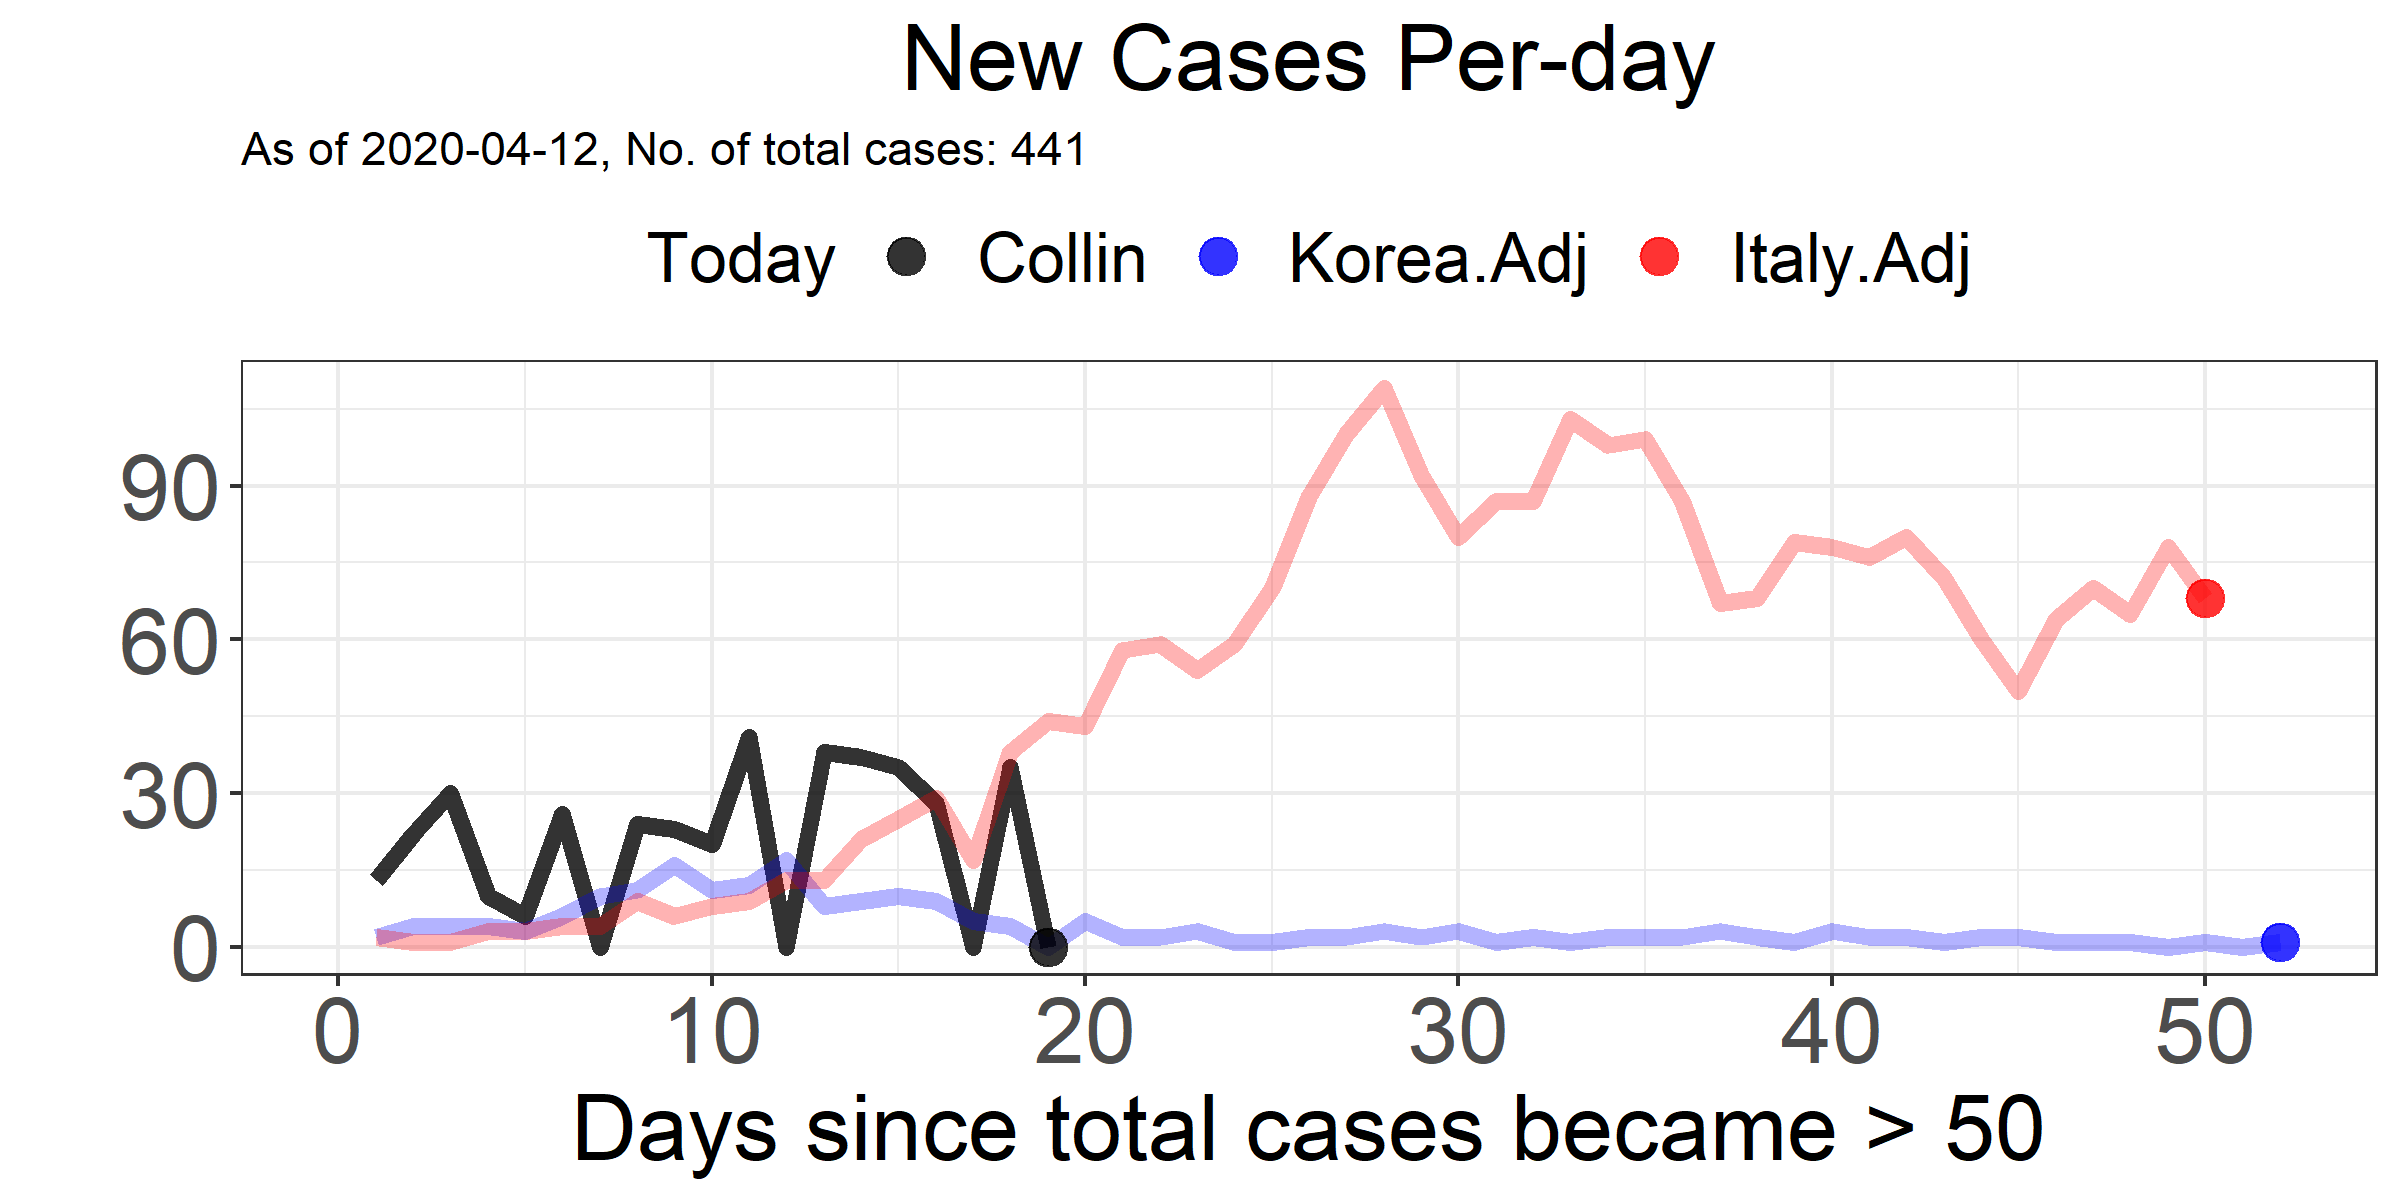 New Cases Per-day
As of 2020-04-12, No. of total cases: 441
Today Collin Korea.Adj Italy.Adj
90
60
30
0
0 10 20 30 40 50
Days since total cases became > 50